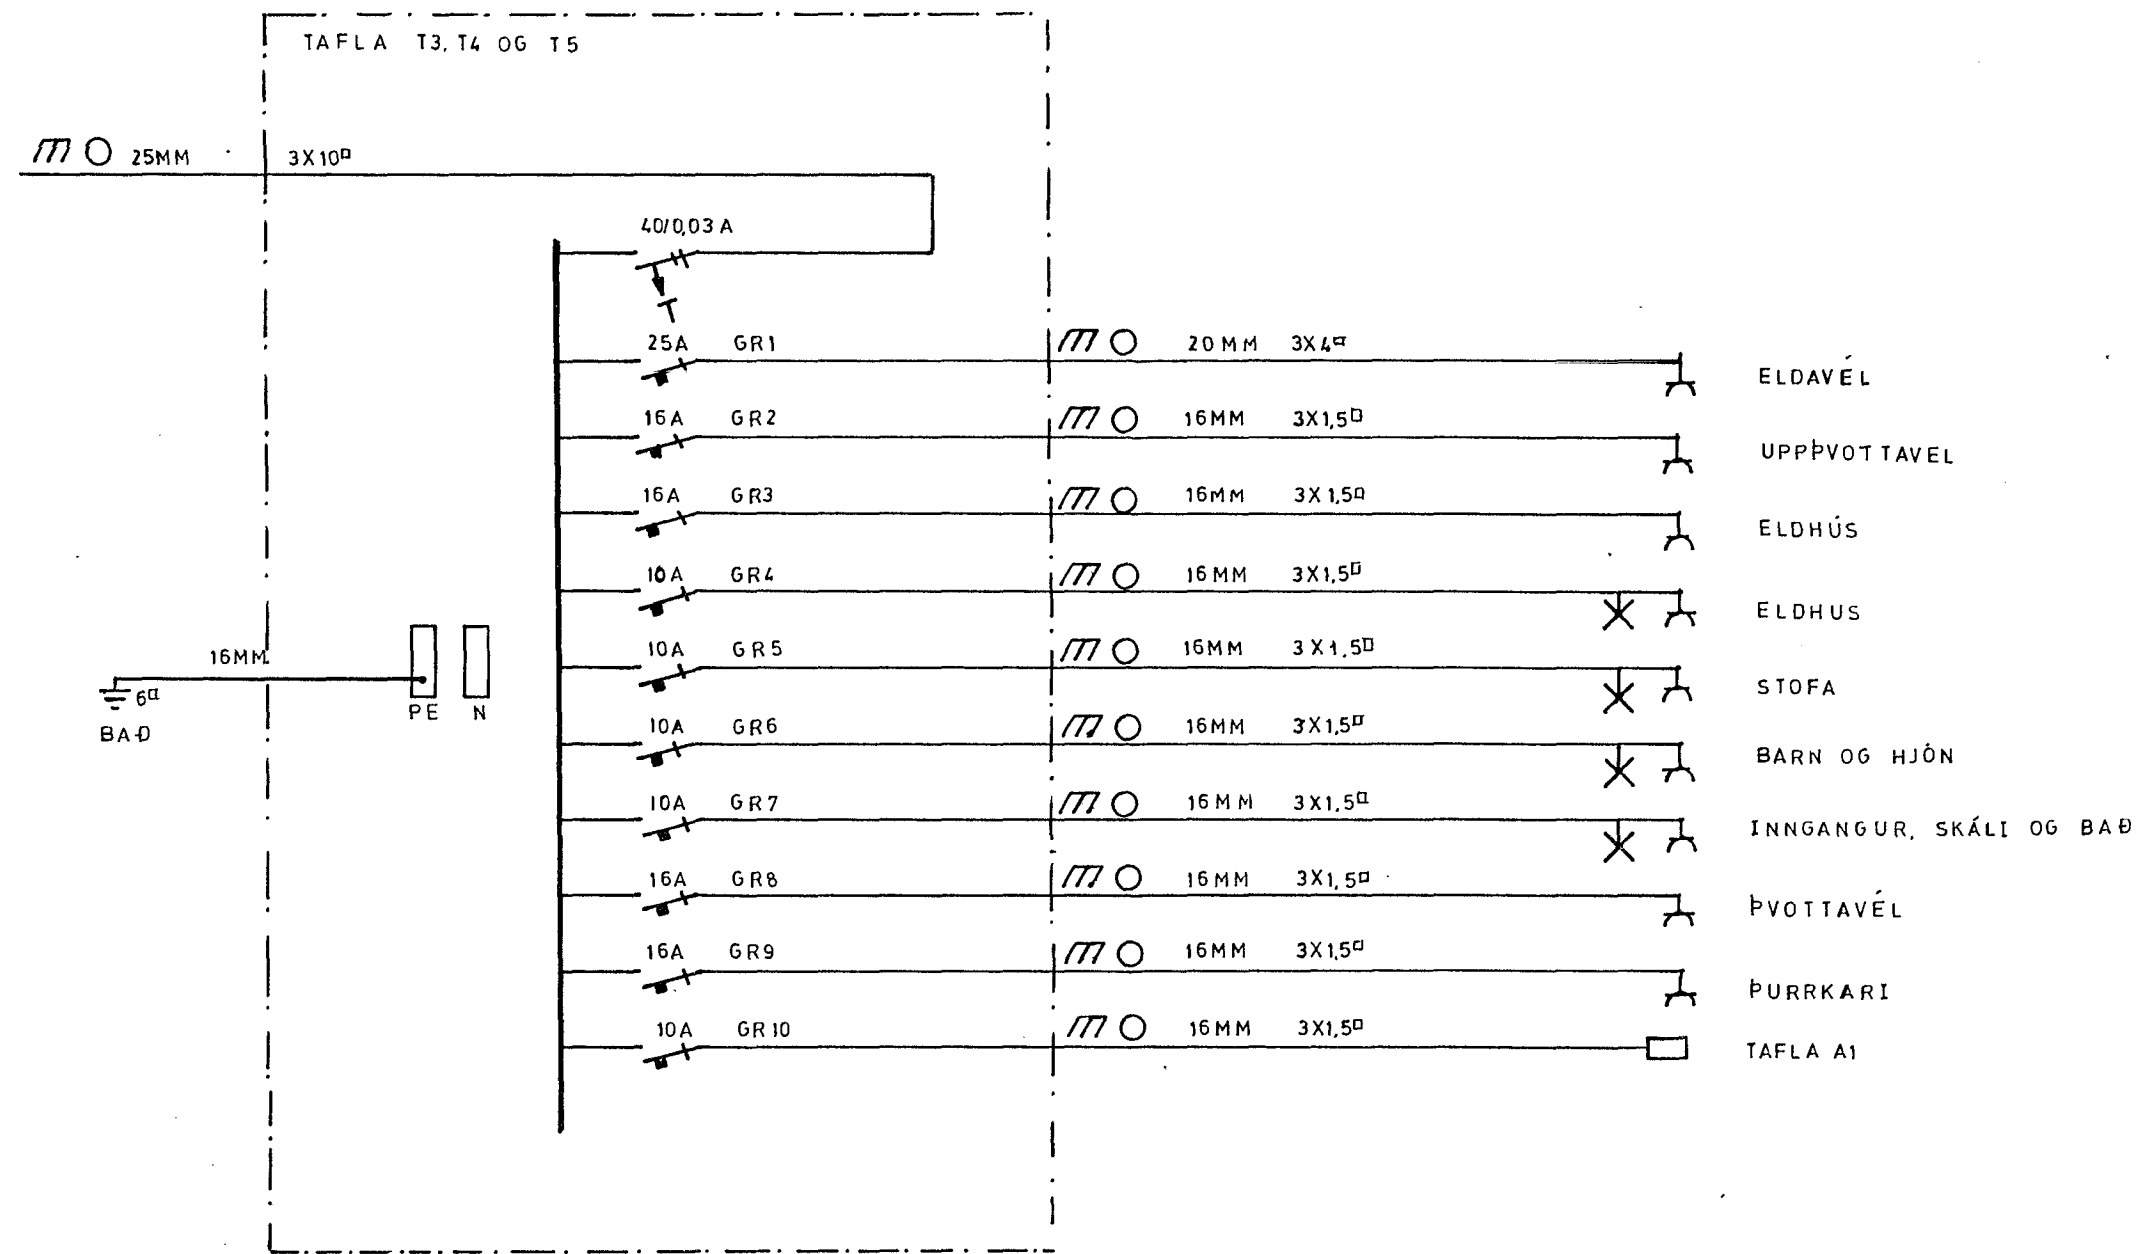 TAFLA T3, T4 OG T5
25MM 3X10□
40/0,03 A
25A GR1 20MM 3X4□ ELDAVÉL
16A GR2 16MM 3X1,5□ UPPÞVOTTAVEL
16A GR3 16MM 3X1,5□ ELDHÚS
10A GR4 16MM 3X1,5□ ELDHUS
10A GR5 16MM 3X1,5□ STOFA
16MM
6□
PE N
BAÐ
10A GR6 16MM 3X1,5□ BARN OG HJÓN
10A GR7 16MM 3X1,5□ INNGANGUR, SKÁLI OG BAÐ
16A GR8 16MM 3X1,5□ ÞVOTTAVÉL
16A GR9 16MM 3X1,5□ ÞURRKARI
10A GR10 16MM 3X1,5□ TAFLA A1